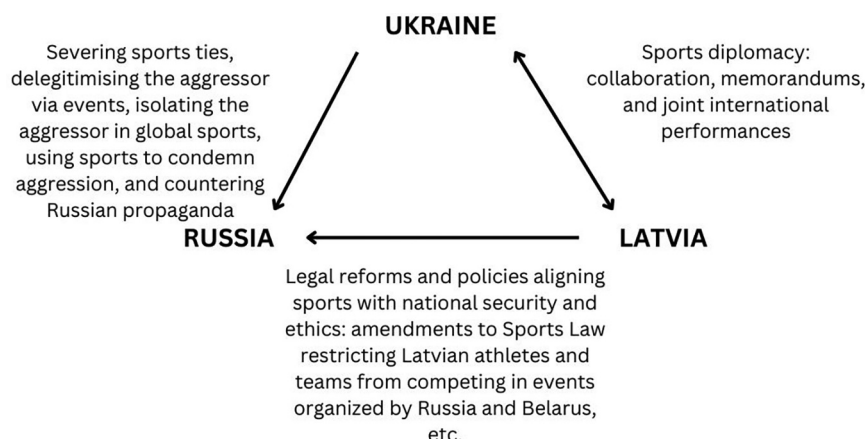 UKRAINE
Severing sports ties,
delegitimising the aggressor
via events, isolating the
aggressor in global sports,
using sports to condemn
aggression, and countering
Russian propaganda
Sports diplomacy:
collaboration, memorandums,
and joint international
performances
RUSSIA
LATVIA
Legal reforms and policies aligning
sports with national security and
ethics: amendments to Sports Law
restricting Latvian athletes and
teams from competing in events
organized by Russia and Belarus,
etc